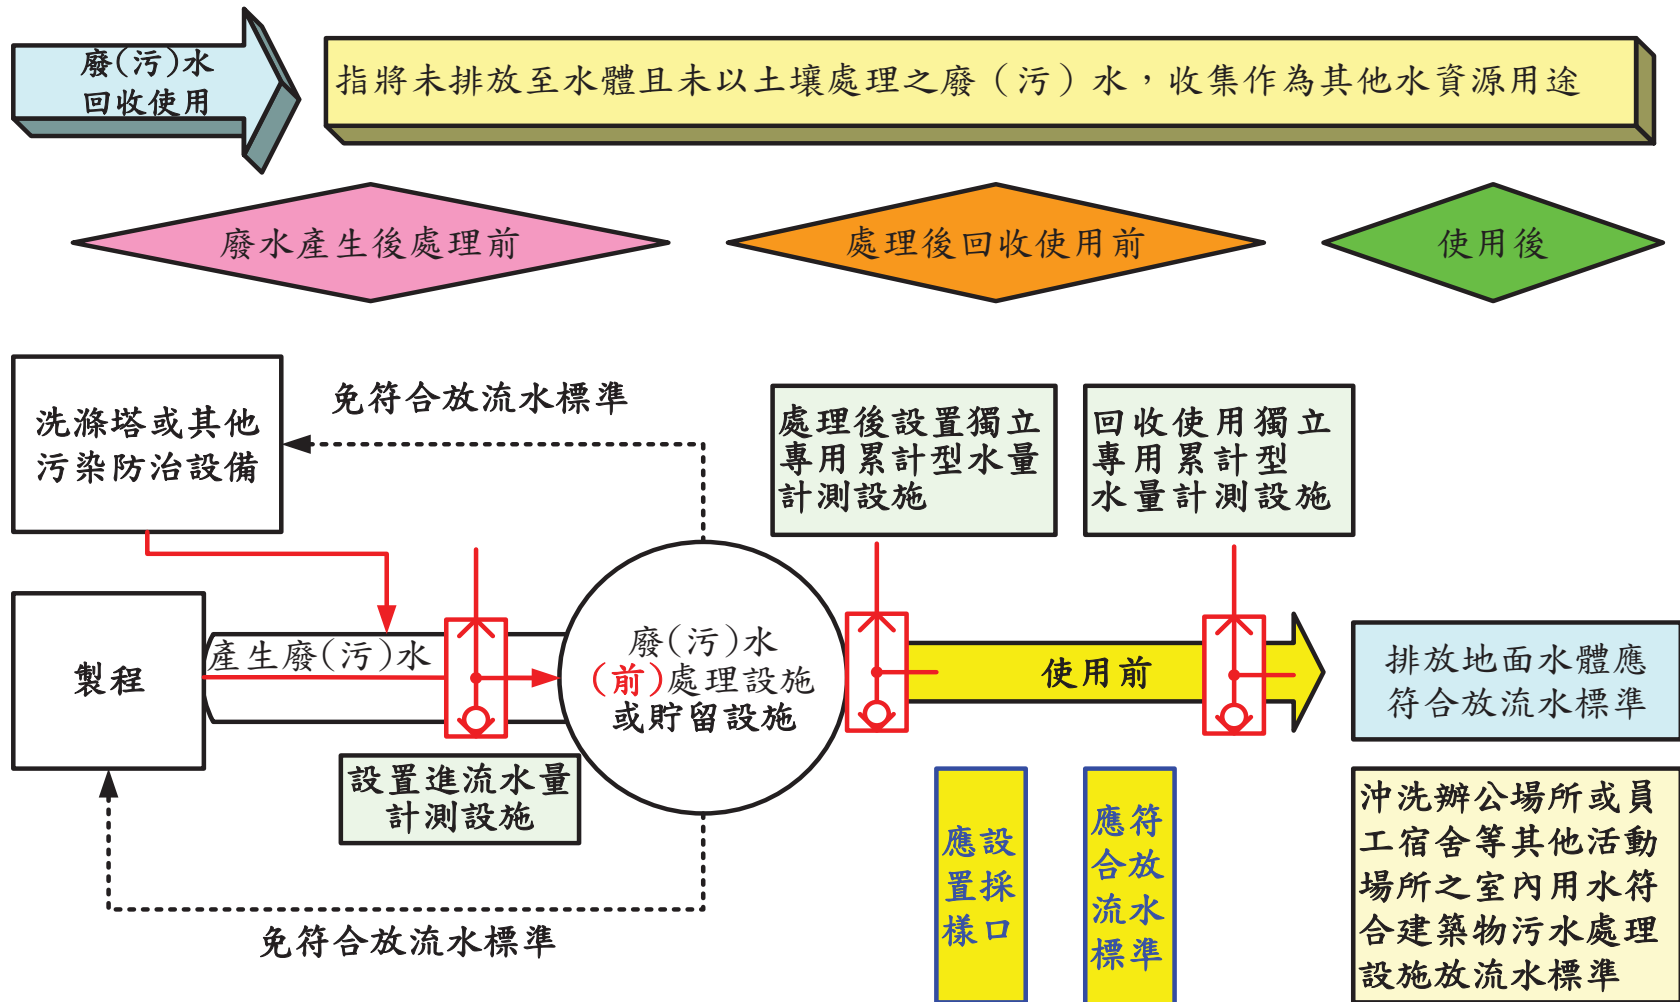 廢(污)水
回收使用
指將未排放至水體且未以土壤處理之廢（污）水，收集作為其他水資源用途
廢水產生後處理前
處理後回收使用前
使用後
洗滌塔或其他
污染防治設備
免符合放流水標準
處理後設置獨立
專用累計型水量
計測設施
回收使用獨立
專用累計型
水量計測設施
製程
產生廢(污)水
廢(污)水
(前)處理設施
或貯留設施
使用前
排放地面水體應
符合放流水標準
設置進流水量
計測設施
免符合放流水標準
應設
置採
樣口
應符
合放
流水
標準
沖洗辦公場所或員
工宿舍等其他活動
場所之室內用水符
合建築物污水處理
設施放流水標準